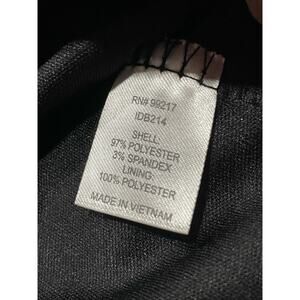 RN# 99217
IDB214
SHELL:
97% POLYESTER
3% SPANDEX
LINING:
100% POLYESTER
MADE IN VIETNAM